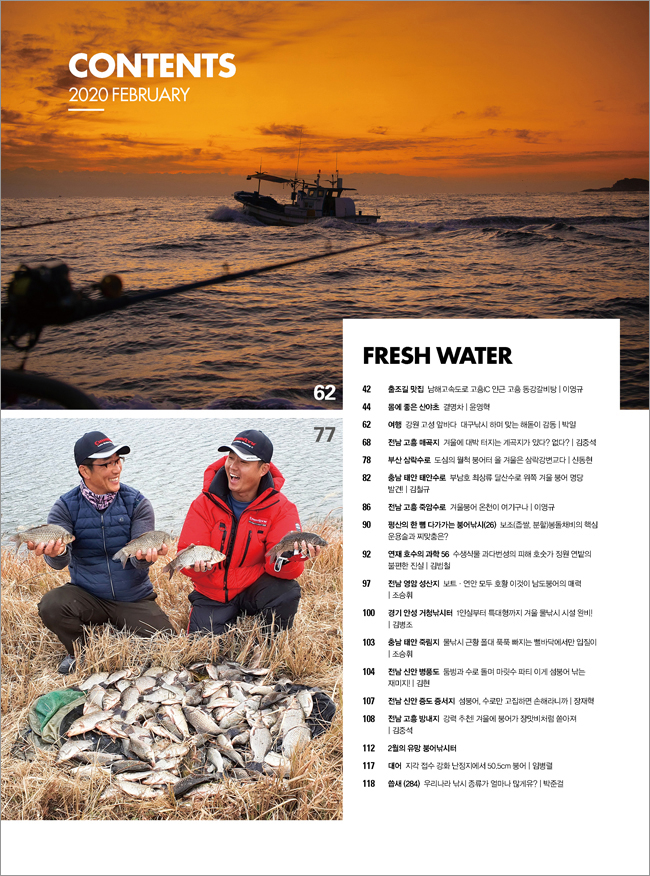 CONTENTS
2020 FEBRUARY
62
77
FRESH WATER
42 출조길 맛집 남해고속도로 고흥IC 인근 고흥 동강갈비탕 | 이영규
44 몸에 좋은 산야초 결명차 | 윤영혁
62 여행 강원 고성 앞바다 대구낚시 하며 맞는 해돋이 감동 | 박일
68 전남 고흥 매곡지 겨울에 대박 터지는 계곡지가 있다? 없다? | 김중석
78 부산 삼락수로 도심의 월척 붕어터 올 겨울은 삼락강변교다 | 신동현
82 충남 태안 태안수로 부남호 최상류 달산수로 위쪽 겨울 붕어 명당
발견! | 김칠규
86 전남 고흥 죽암수로 겨울붕어 온천이 여기구나 | 이영규
90 평산의 한 뼘 다가가는 붕어낚시(26) 보조(좁쌀, 분할)봉돌채비의 핵심
운용술과 찌맞춤은?
92 연재 호수의 과학 56 수생식물 과다번성의 피해 호숫가 정원 연밭의
불편한 진실 | 김범철
97 전남 영암 성산지 보트·연안 모두 호황 이것이 남도붕어의 매력
| 조승휘
100 경기 안성 거청낚시터 1인실부터 특대형까지 겨울 물낚시 시설 완비!
| 김병조
103 충남 태안 죽림지 물낚시 근황 폴대 푹푹 빠지는 뻘바닥에서만 입질이
| 조승휘
104 전남 신안 병풍도 둠벙과 수로 돌며 마릿수 파티 이게 섬붕어 낚는
재미지! | 김현
107 전남 신안 증도 증서지 섬붕어, 수로만 고집하면 손해라니까 | 장재혁
108 전남 고흥 방내지 강력 추천! 겨울에 붕어가 장맛비처럼 쏟아져
| 김중석
112 2월의 유망 붕어낚시터
117 대어 지각 접수 강화 난정지에서 50.5cm 붕어 | 임병렬
118 씁새 (284) 우리나라 낚시 종류가 얼마나 많게유? | 박준걸